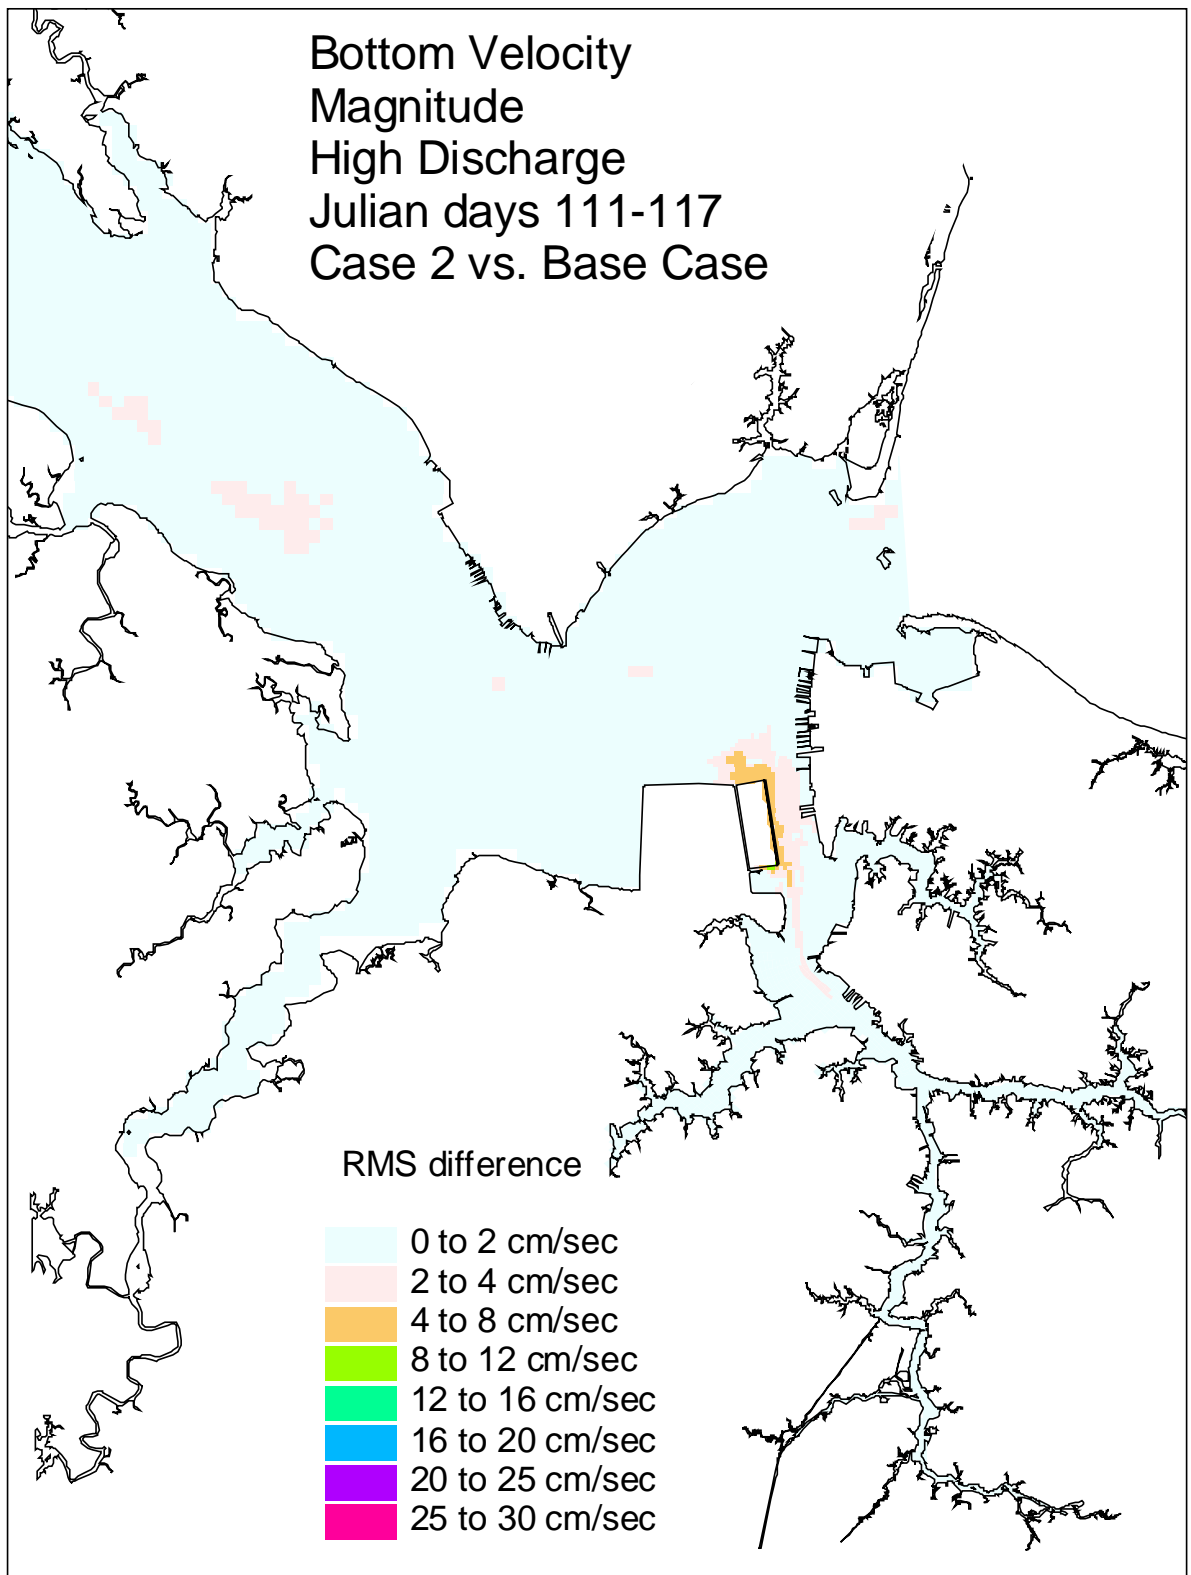 Bottom Velocity
Magnitude
High Discharge
Julian days 111-117
Case 2 vs. Base Case
RMS difference
0 to 2 cm/sec
2 to 4 cm/sec
4 to 8 cm/sec
8 to 12 cm/sec
12 to 16 cm/sec
16 to 20 cm/sec
20 to 25 cm/sec
25 to 30 cm/sec